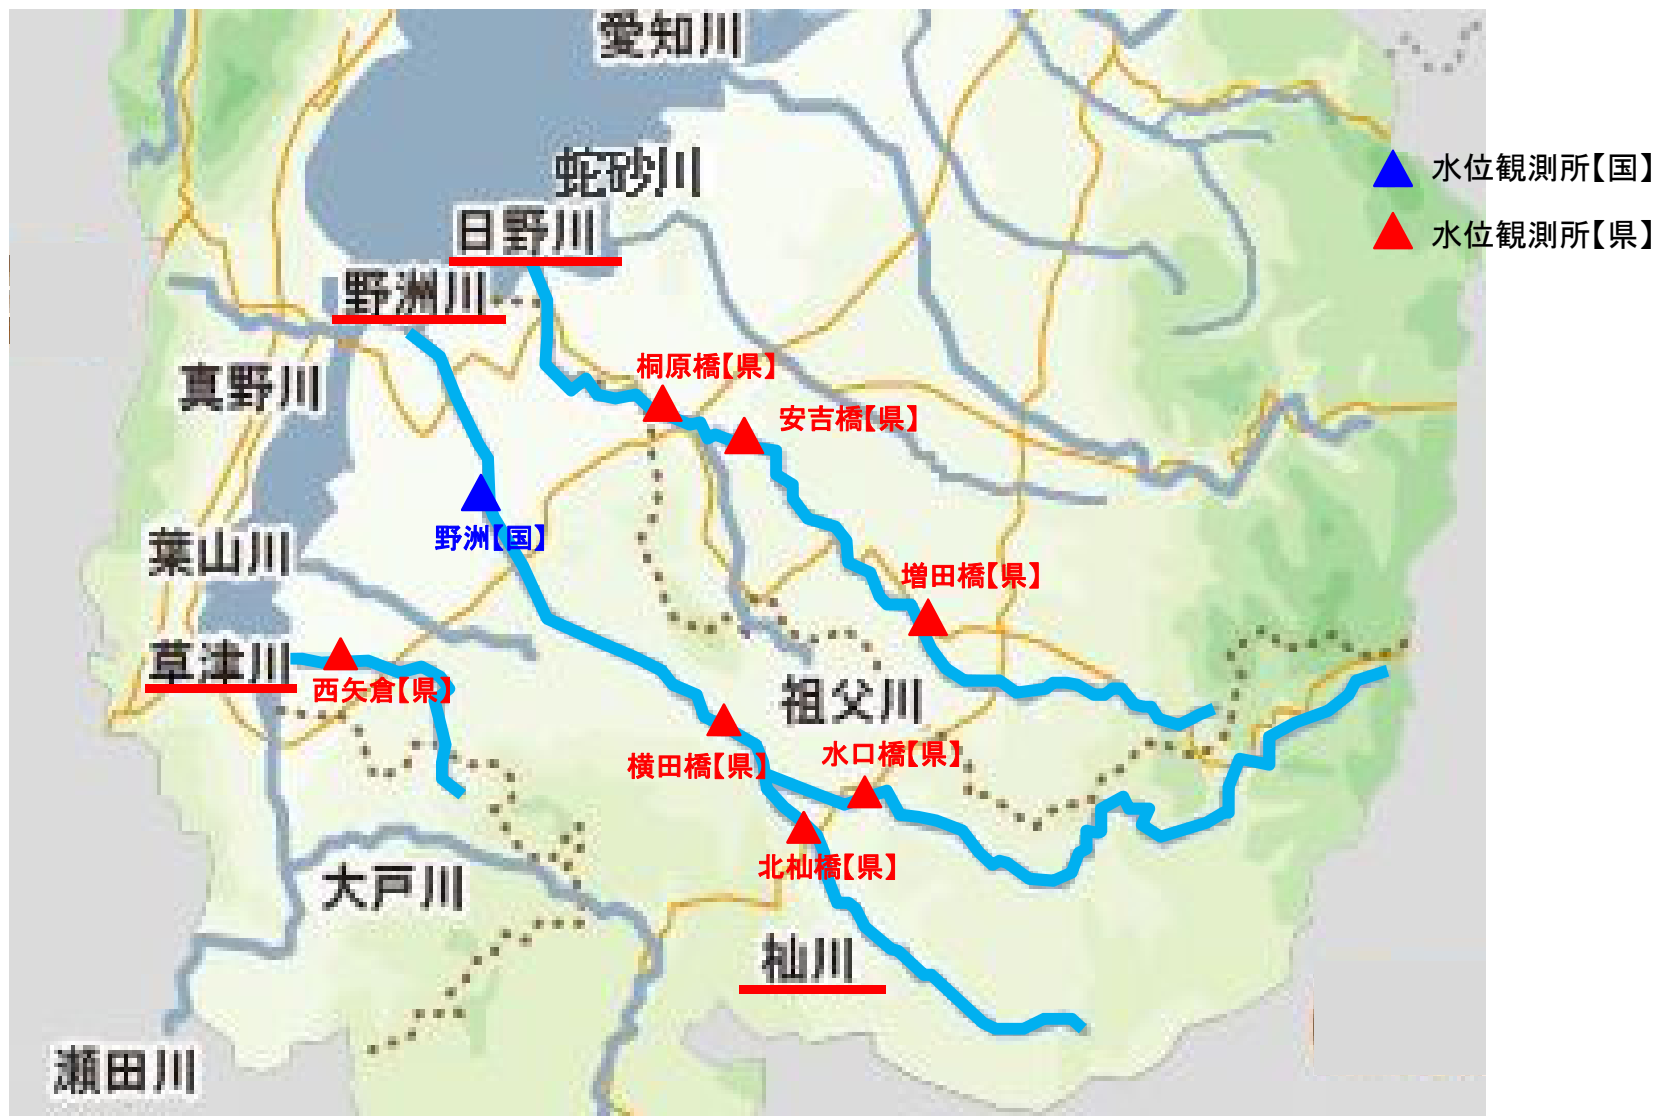 愛知川
蛇砂川
水位観測所【国】
日野川
水位観測所【県】
野洲川
真野川
桐原橋【県】
安吉橋【県】
野洲【国】
葉山川
増田橋【県】
草津川
西矢倉【県】
祖父川
横田橋【県】
水口橋【県】
北杣橋【県】
大戸川
杣川
瀬田川